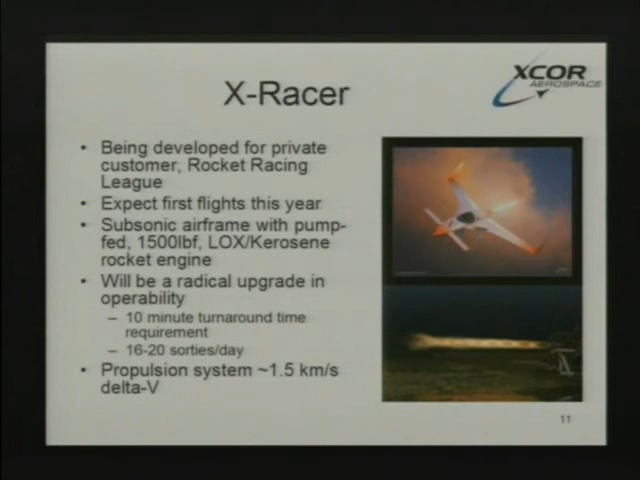 XCOR
AEROSPACE
X-Racer
• Being developed for private
customer, Rocket Racing
League
• Expect first flights this year
• Subsonic airframe with pump-
fed, 1500lbf, LOX/Kerosene
rocket engine
• Will be a radical upgrade in
operability
– 10 minute turnaround time
requirement
– 16-20 sorties/day
• Propulsion system ~1.5 km/s
delta-V
11